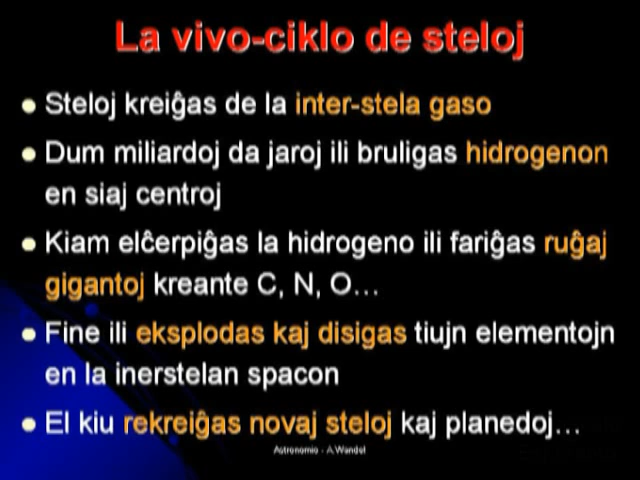 La vivo-ciklo de steloj
Steloj kreiĝas de la inter-stela gaso
Dum miliardoj da jaroj ili bruligas hidrogenon
en siaj centroj
Kiam elĉerpiĝas la hidrogeno ili fariĝas ruĝaj
gigantoj kreante C, N, O…
Fine ili eksplodas kaj disigas tiujn elementojn
en la inerstelan spacon
El kiu rekreiĝas novaj steloj kaj planedoj…
Astronomio - A.Wandel